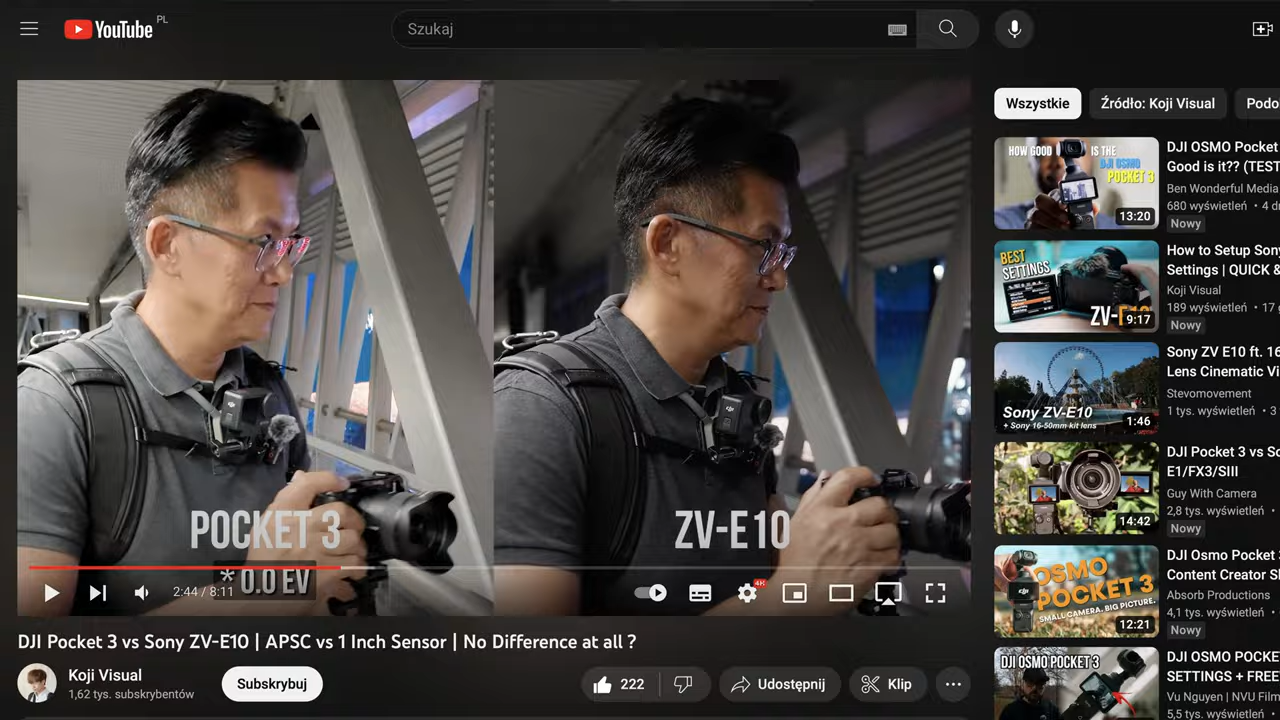 YouTube PL
Szukaj
POCKET 3
* 0.0 EV
ZV-E10
2:44 / 8:11
4K
DJI Pocket 3 vs Sony ZV-E10 | APSC vs 1 Inch Sensor | No Difference at all ?
Koji Visual
1,62 tys. subskrybentów
Subskrybuj
222
Udostępnij
Klip
Wszystkie
Źródło: Koji Visual
Podo
HOW GOOD IS THE
DJI OSMO
POCKET 3
13:20
DJI OSMO Pocket
Good is it?? (TEST
Ben Wonderful Media
680 wyświetleń • 4 d
Nowy
BEST
SETTINGS
ZV-E10
9:17
How to Setup Sony
Settings | QUICK &
Koji Visual
189 wyświetleń • 17
Nowy
Sony ZV-E10
+ Sony 16-50mm kit lens
1:46
Sony ZV E10 ft. 16
Lens Cinematic Vi
Stevomovement
1 tys. wyświetleń • 3
14:42
DJI Pocket 3 vs So
E1/FX3/SIII
Guy With Camera
2,8 tys. wyświetleń •
Nowy
OSMO
POCKET 3
SMALL CAMERA. BIG PICTURE.
12:21
DJI Osmo Pocket
Content Creator S
Absorb Productions
4,1 tys. wyświetleń •
Nowy
DJI OSMO POCKET 3
DJI OSMO POCKE
SETTINGS + FREE
Vu Nguyen | NVU Film
5,5 tys. wyświetleń •